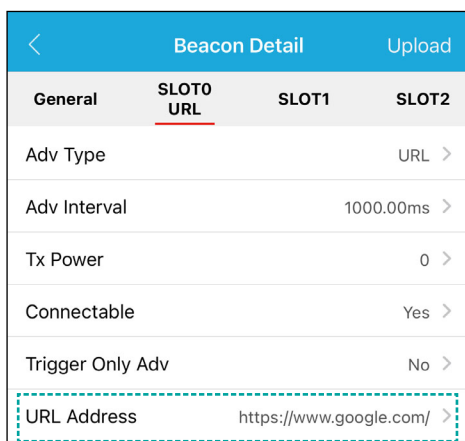 Beacon Detail Upload
General SLOT0 URL SLOT1 SLOT2
Adv Type URL
Adv Interval 1000.00ms
Tx Power 0
Connectable Yes
Trigger Only Adv No
URL Address https://www.google.com/